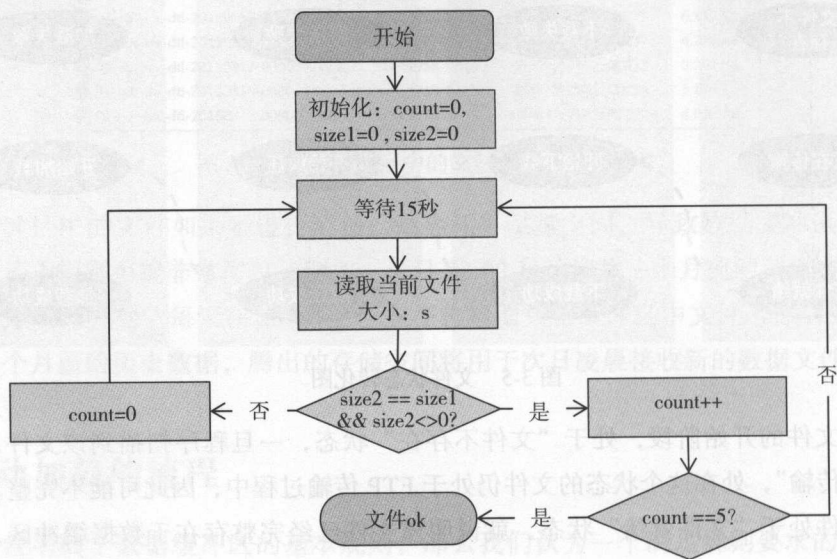 开始
初始化：count=0,
size1=0 , size2=0
等待15秒
读取当前文件
大小：s
size2 == size1
&& size2<>0?
否
是
count=0
count++
否
count ==5?
是
文件ok